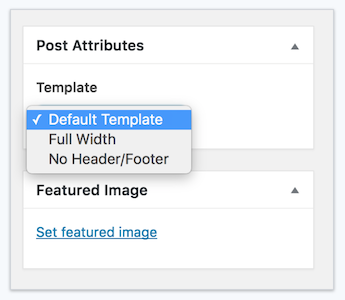 Post Attributes
Template
✓ Default Template
Full Width
No Header/Footer
Featured Image
Set featured image